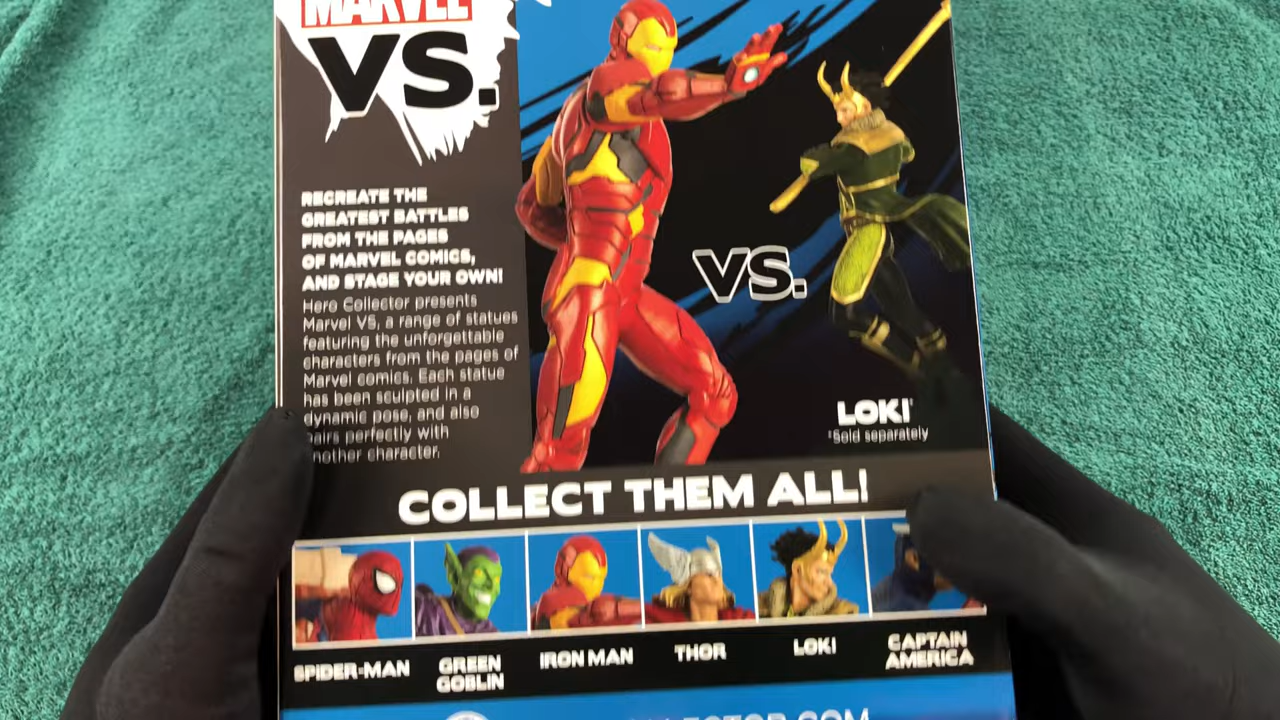 MARVEL
VS.
RECREATE THE
GREATEST BATTLES
FROM THE PAGES
OF MARVEL COMICS,
AND STAGE YOUR OWN!
Hero Collector presents
Marvel VS, a range of statues
featuring the unforgettable
characters from the pages of
Marvel comics. Each statue
has been sculpted in a
dynamic pose, and also
pairs perfectly with
another character.
VS.
LOKI*
*Sold separately
COLLECT THEM ALL!
SPIDER-MAN
GREEN
GOBLIN
IRON MAN
THOR
LOKI
CAPTAIN
AMERICA